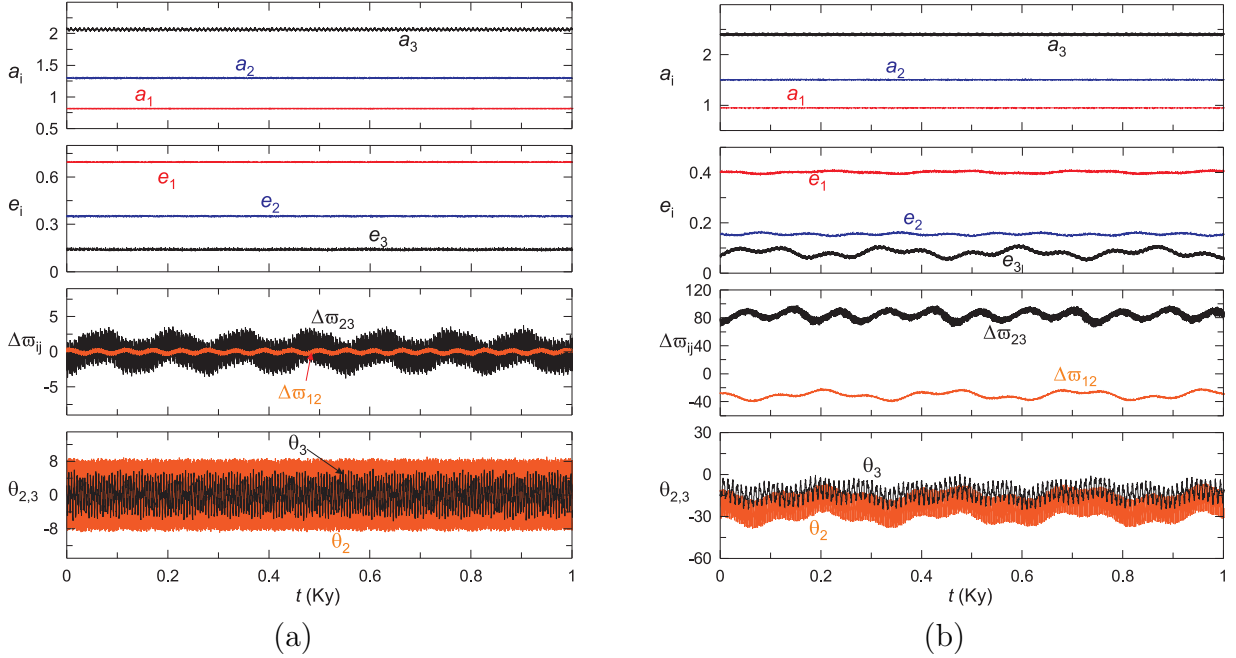 2
1.5
1
0.5
a₃
a₂
a₁
aᵢ
0.6
0.3
0
e₁
e₂
e₃
eᵢ
5
0
-5
Δϖ₂₃
Δϖ₁₂
Δϖᵢⱼ
8
0
-8
θ₃
θ₂
θ₂,₃
0 0.2 0.4 0.6 0.8 1
t (Ky)
(a)
2
1
a₃
a₂
a₁
aᵢ
0.4
0.2
0
e₁
e₂
e₃
eᵢ
120
80
40
0
-40
Δϖ₂₃
Δϖ₁₂
Δϖᵢⱼ
30
0
-30
-60
θ₃
θ₂
θ₂,₃
0 0.2 0.4 0.6 0.8 1
t (Ky)
(b)